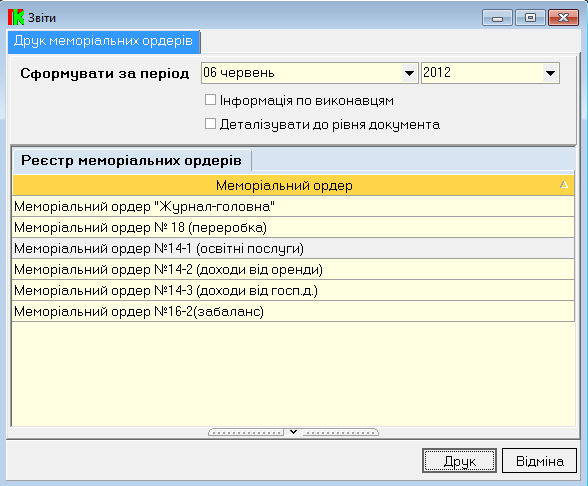 Звіти
Друк меморіальних ордерів
Сформувати за період 06 червень 2012
Інформація по виконавцям
Деталізувати до рівня документа
Реєстр меморіальних ордерів
Меморіальний ордер
Меморіальний ордер "Журнал-головна"
Меморіальний ордер № 18 (переробка)
Меморіальний ордер №14-1 (освітні послуги)
Меморіальний ордер №14-2 (доходи від оренди)
Меморіальний ордер №14-3 (доходи від госп.д.)
Меморіальний ордер №16-2(забаланс)
Друк Відміна